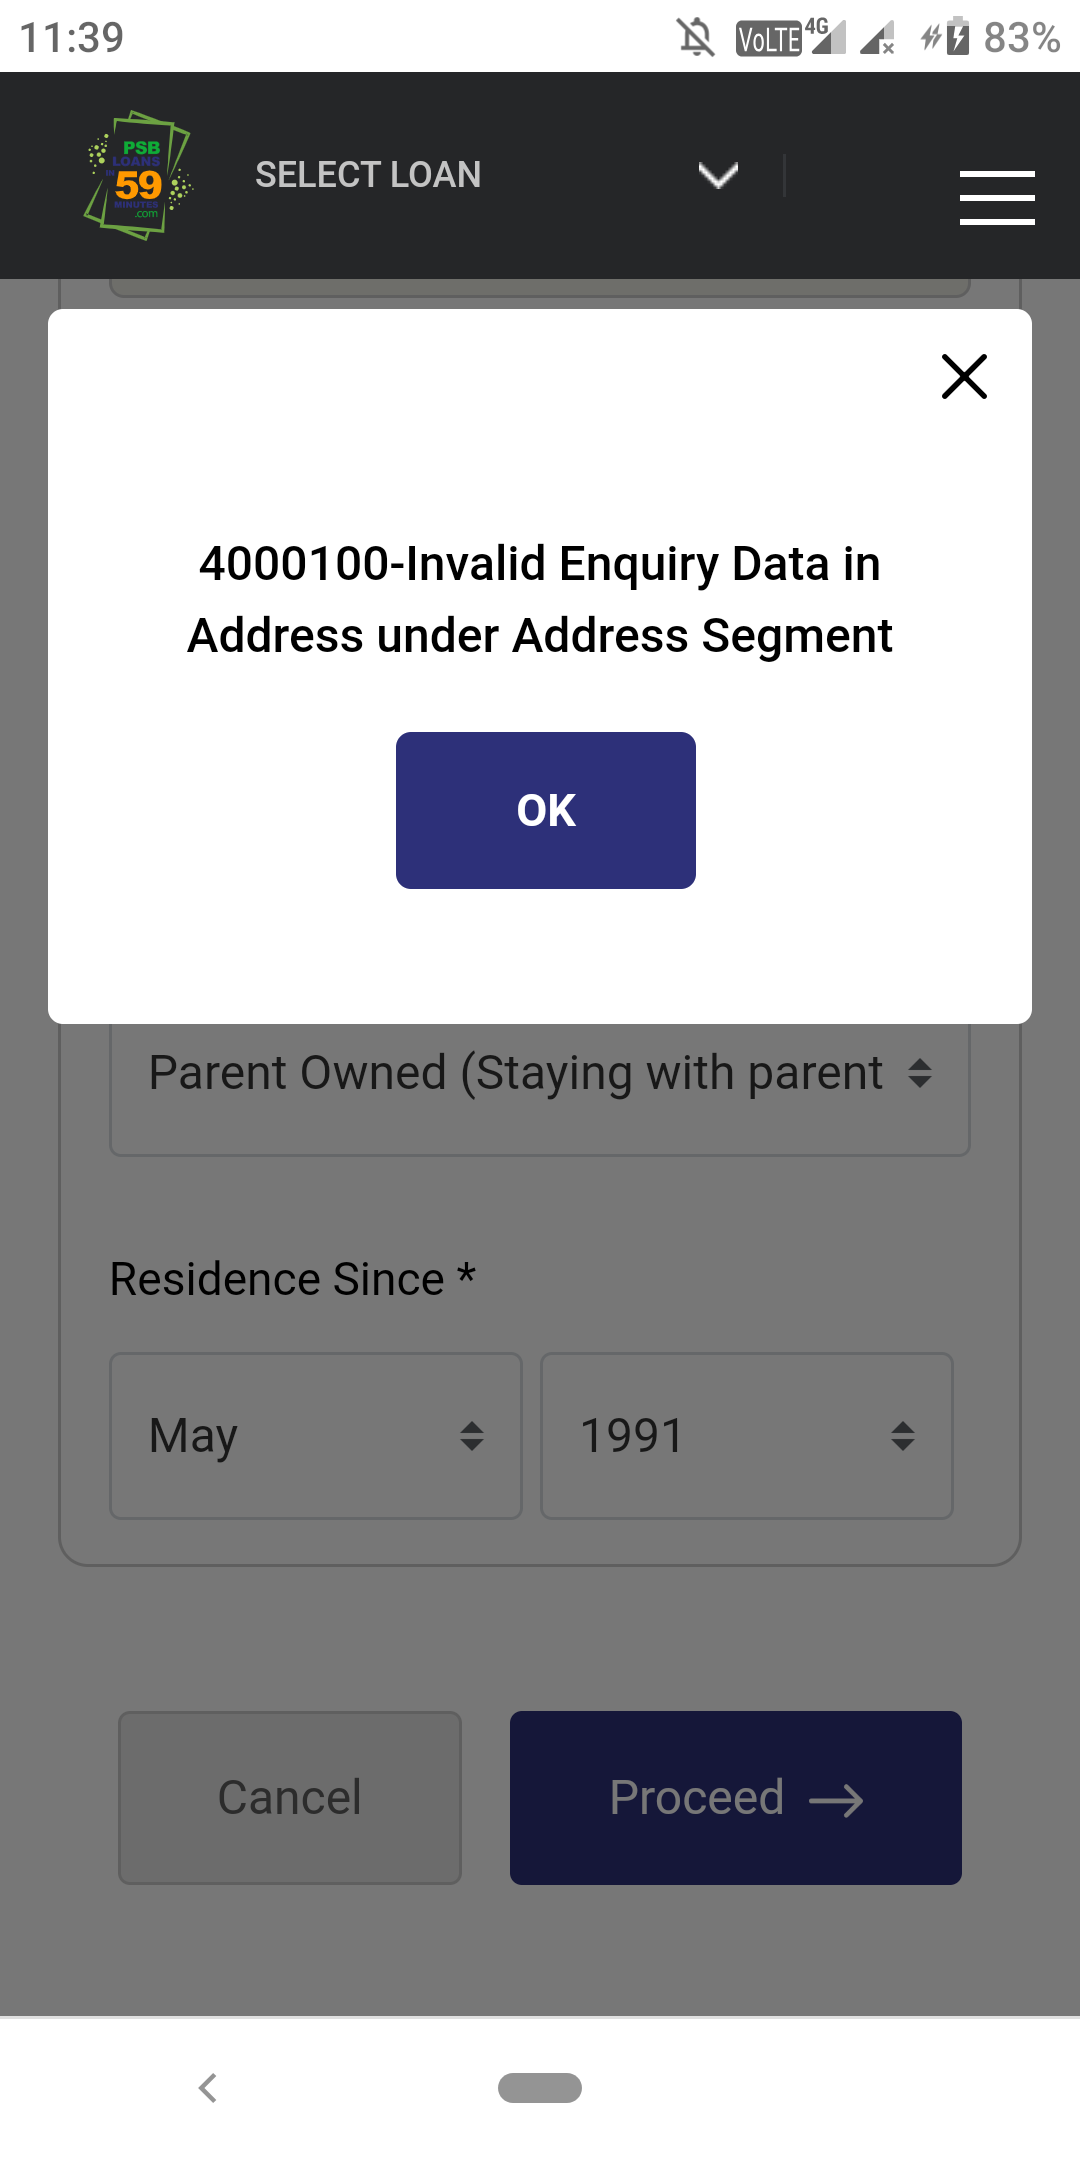 11:39
VoLTE 4G 83%
PSB
LOANS
IN
59
MINUTES
.com
SELECT LOAN
4000100-Invalid Enquiry Data in
Address under Address Segment
OK
Parent Owned (Staying with parent
Residence Since *
May 1991
Cancel Proceed